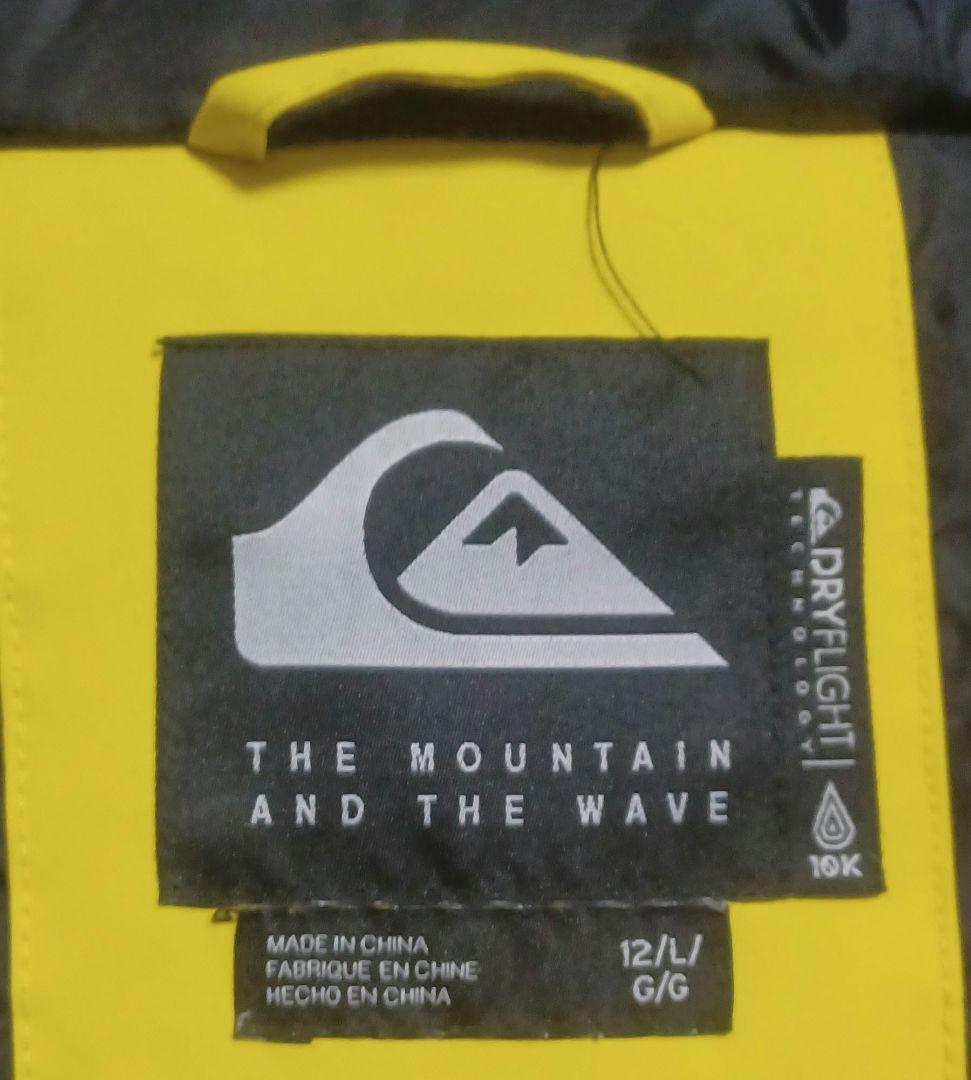 THE MOUNTAIN
AND THE WAVE
DRYFLIGHT
TECHNOLOGY
10K
MADE IN CHINA
FABRIQUE EN CHINE
HECHO EN CHINA
12/L/
G/G